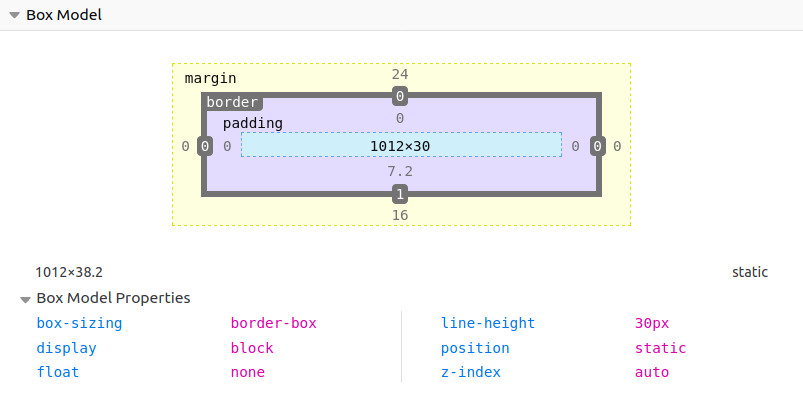 Box Model
margin 24
border 0
padding 0
0 0 0 1012×30 0 0 0
7.2
1
16
1012×38.2 static
Box Model Properties
box-sizing border-box line-height 30px
display block position static
float none z-index auto